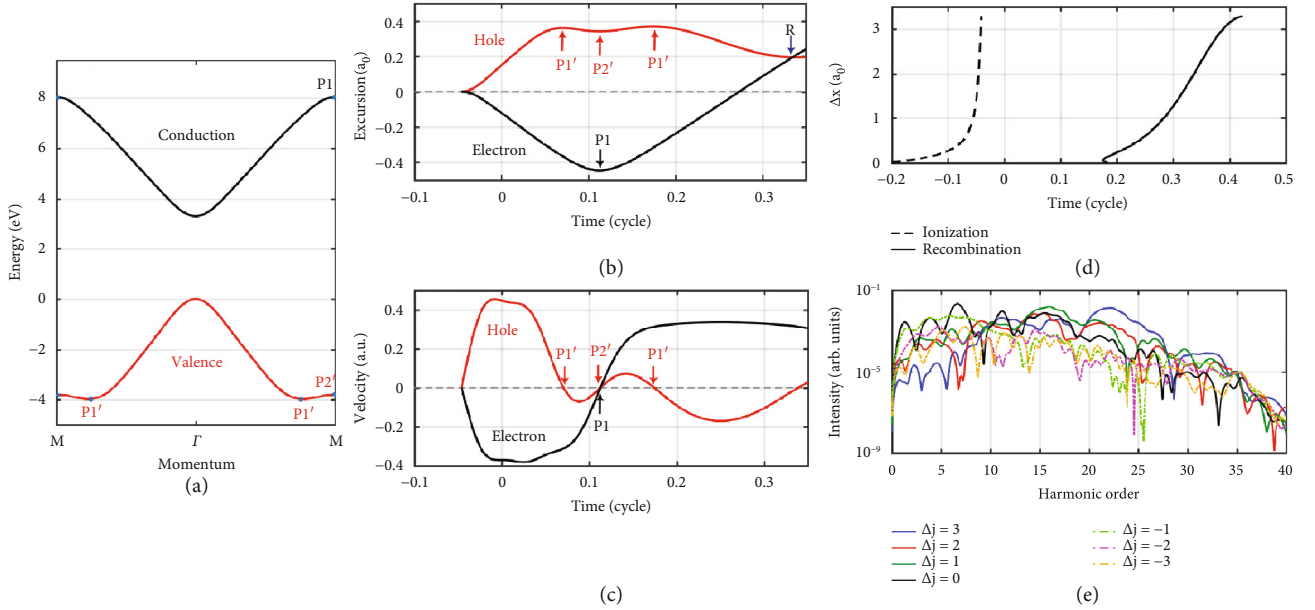 8
6
4
2
0
−2
−4
Energy (eV)
P1
Conduction
Valence
P2′
P1′
P1′
M
Γ
M
Momentum
(a)
0.4
0.2
0
−0.2
−0.4
Excursion (a0)
Hole
P1′
P2′
P1′
R
Electron
P1
−0.1
0
0.1
0.2
0.3
Time (cycle)
(b)
0.4
0.2
0
−0.2
−0.4
Velocity (a.u.)
Hole
P1′
P2′
P1′
Electron
P1
−0.1
0
0.1
0.2
0.3
Time (cycle)
(c)
3
2
1
0
Δx (a0)
−0.2
−0.1
0
0.1
0.2
0.3
0.4
0.5
Time (cycle)
Ionization
Recombination
(d)
10−1
10−5
10−9
Intensity (arb. units)
0
5
10
15
20
25
30
35
40
Harmonic order
Δj = 3
Δj = 2
Δj = 1
Δj = 0
Δj = −1
Δj = −2
Δj = −3
(e)